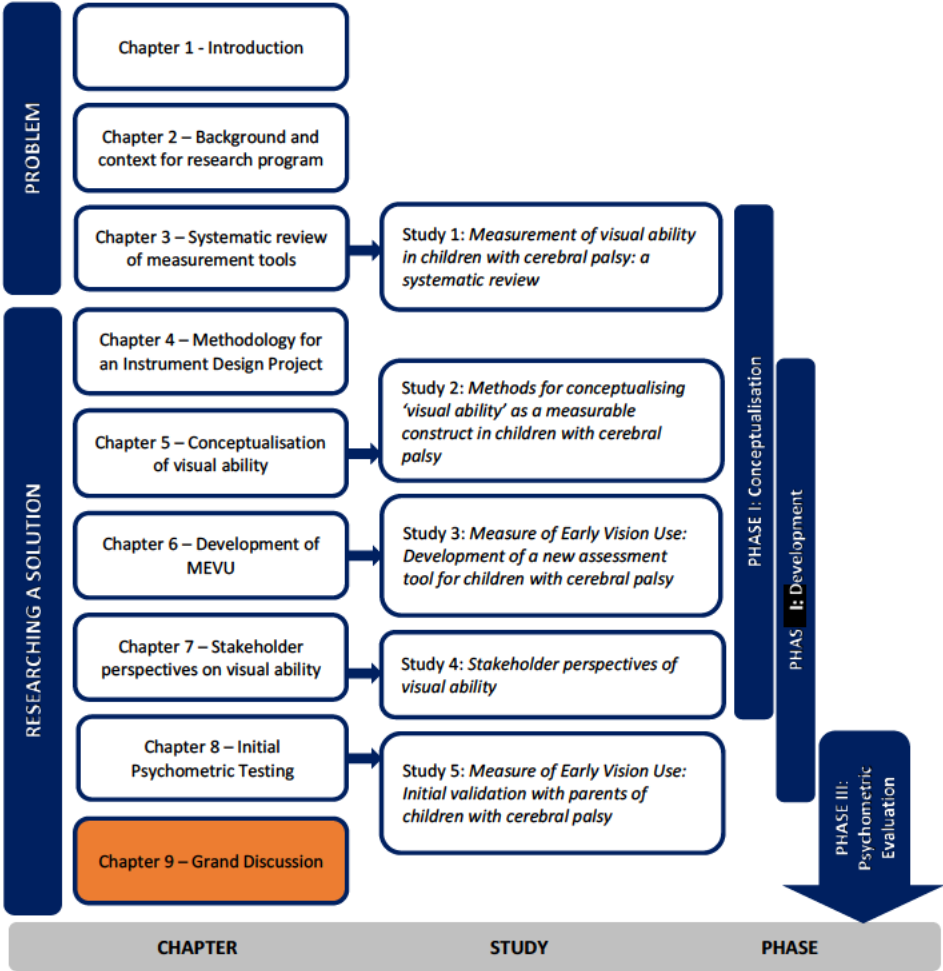 PROBLEM
Chapter 1 - Introduction
Chapter 2 – Background and
context for research program
Chapter 3 – Systematic review
of measurement tools
Study 1: Measurement of visual ability
in children with cerebral palsy: a
systematic review
RESEARCHING A SOLUTION
Chapter 4 – Methodology for
an Instrument Design Project
Chapter 5 – Conceptualisation
of visual ability
Study 2: Methods for conceptualising
‘visual ability’ as a measurable
construct in children with cerebral
palsy
Chapter 6 – Development of
MEVU
Study 3: Measure of Early Vision Use:
Development of a new assessment
tool for children with cerebral palsy
Chapter 7 – Stakeholder
perspectives on visual ability
Study 4: Stakeholder perspectives of
visual ability
Chapter 8 – Initial
Psychometric Testing
Study 5: Measure of Early Vision Use:
Initial validation with parents of
children with cerebral palsy
Chapter 9 – Grand Discussion
PHASE I: Conceptualisation
PHAS I: Development
PHASE III:
Psychometric
Evaluation
CHAPTER
STUDY
PHASE